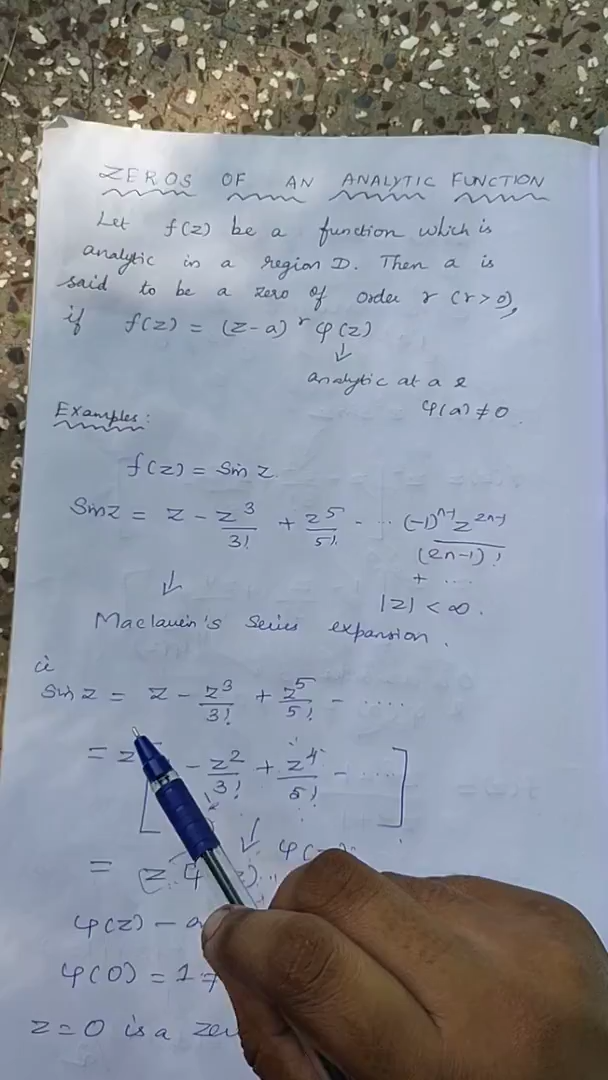 ZEROS OF AN ANALYTIC FUNCTION
Let f(z) be a function which is
analytic in a region D. Then a is
said to be a zero of order r (r>0),
if f(z) = (z-a)^r φ(z)
↓
analytic at a &
φ(a) ≠ 0.
Examples:
f(z) = Sin z.
Sin z = z - z^3/3! + z^5/5! - ... (-1)^{n-1} z^{2n-1}/(2n-1)!
+ ....
↓ |z| < ∞.
Maclaurin's Series expansion.
ie
Sin z = z - z^3/3! + z^5/5! - ....
= z [ - z^2/3! + z^4/5! - .... ]
↓ φ
= z φ
φ(z) - a
φ(0) = 1 ≠
z = 0 is a zero